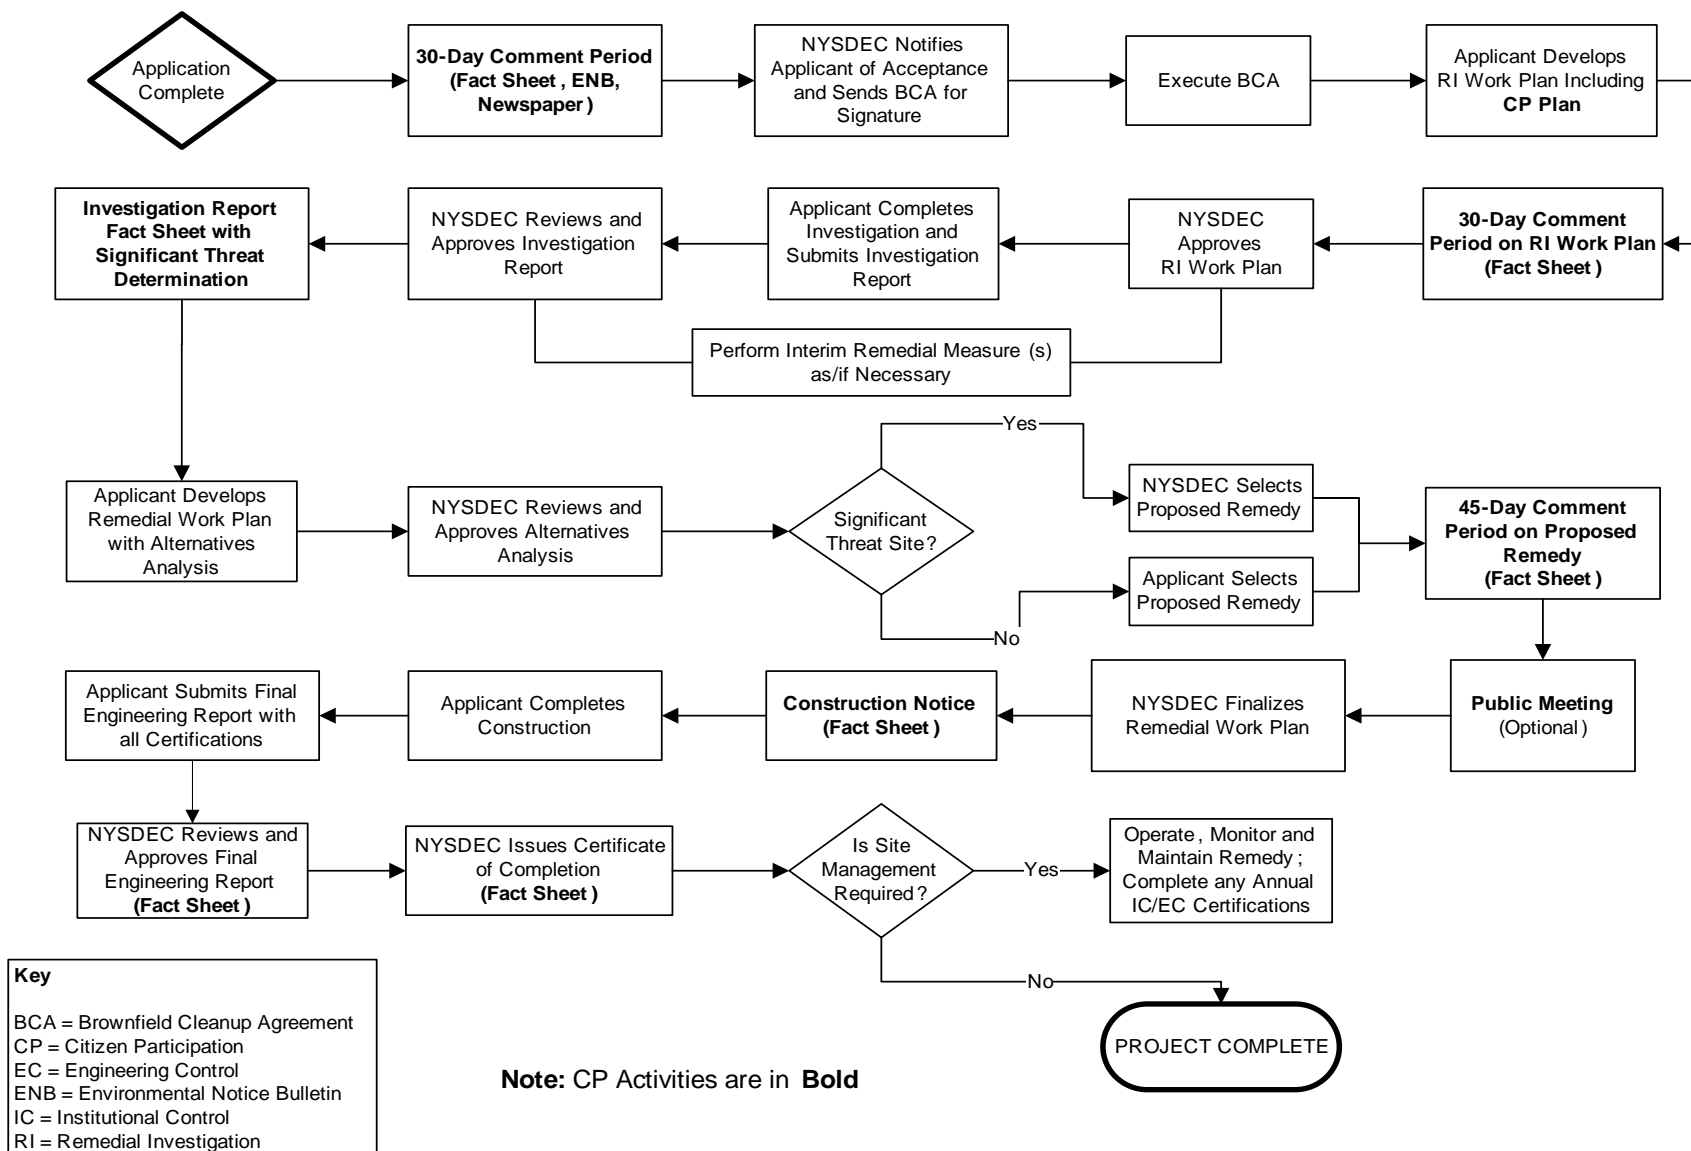 Application
Complete
30-Day Comment Period
(Fact Sheet , ENB,
Newspaper )
NYSDEC Notifies
Applicant of Acceptance
and Sends BCA for
Signature
Execute BCA
Applicant Develops
RI Work Plan Including
CP Plan
Investigation Report
Fact Sheet with
Significant Threat
Determination
NYSDEC Reviews and
Approves Investigation
Report
Applicant Completes
Investigation and
Submits Investigation
Report
NYSDEC
Approves
RI Work Plan
30-Day Comment
Period on RI Work Plan
(Fact Sheet )
Perform Interim Remedial Measure (s)
as/if Necessary
Applicant Develops
Remedial Work Plan
with Alternatives
Analysis
NYSDEC Reviews and
Approves Alternatives
Analysis
Significant
Threat Site ?
Yes
No
NYSDEC Selects
Proposed Remedy
Applicant Selects
Proposed Remedy
45-Day Comment
Period on Proposed
Remedy
(Fact Sheet )
Applicant Submits Final
Engineering Report with
all Certifications
Applicant Completes
Construction
Construction Notice
(Fact Sheet )
NYSDEC Finalizes
Remedial Work Plan
Public Meeting
(Optional )
NYSDEC Reviews and
Approves Final
Engineering Report
(Fact Sheet )
NYSDEC Issues Certificate
of Completion
(Fact Sheet )
Is Site
Management
Required ?
Yes
Operate , Monitor and
Maintain Remedy ;
Complete any Annual
IC/EC Certifications
No
PROJECT COMPLETE
Key
BCA = Brownfield Cleanup Agreement
CP = Citizen Participation
EC = Engineering Control
ENB = Environmental Notice Bulletin
IC = Institutional Control
RI = Remedial Investigation
Note: CP Activities are in Bold